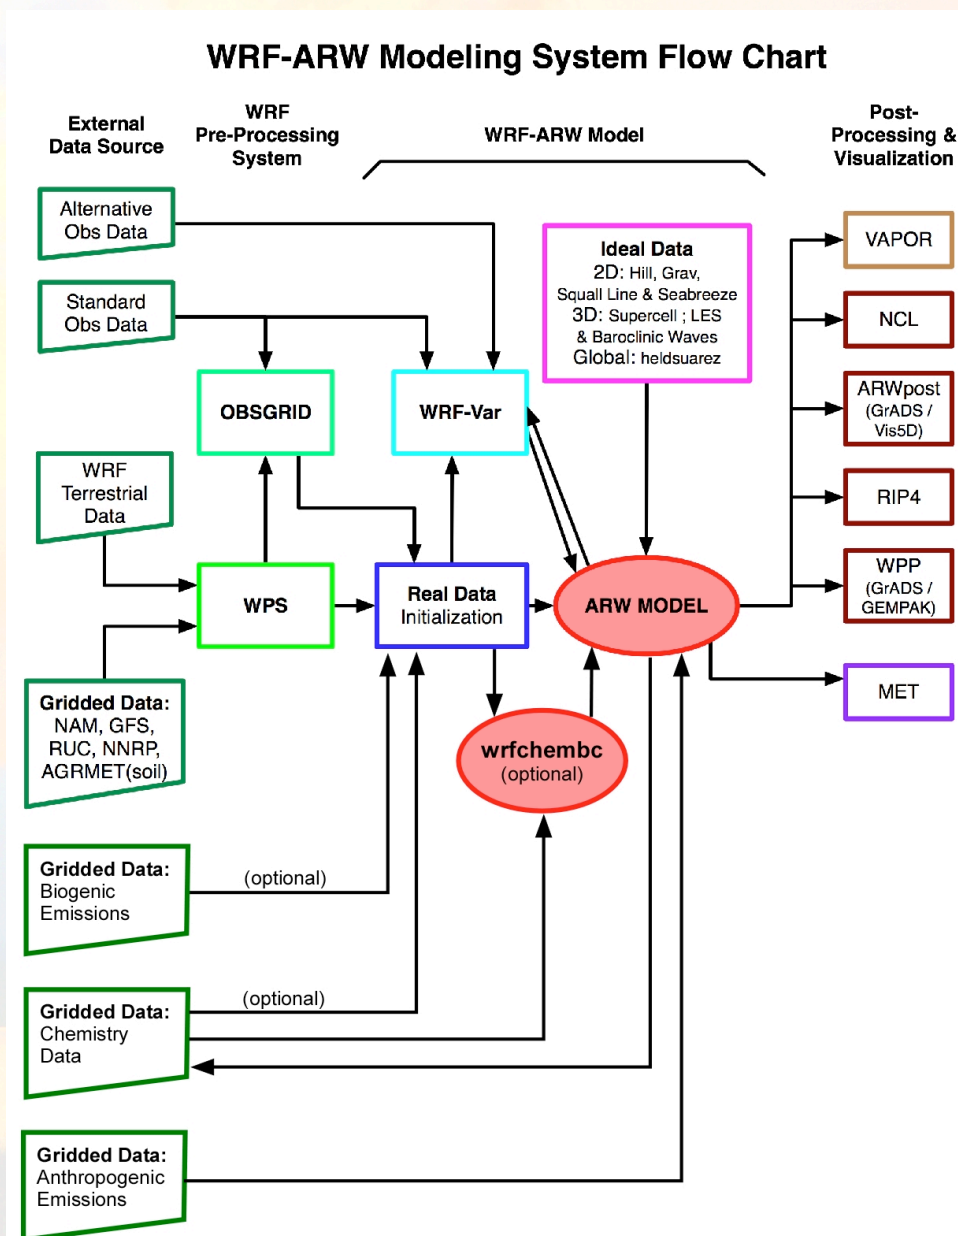 WRF-ARW Modeling System Flow Chart
External
Data Source
WRF
Pre-Processing
System
WRF-ARW Model
Post-
Processing &
Visualization
Alternative
Obs Data
Standard
Obs Data
OBSGRID
WRF-Var
Ideal Data
2D: Hill, Grav,
Squall Line & Seabreeze
3D: Supercell ; LES
& Baroclinic Waves
Global: heldsuarez
VAPOR
NCL
ARWpost
(GrADS /
Vis5D)
RIP4
WPP
(GrADS /
GEMPAK)
MET
WRF
Terrestrial
Data
WPS
Real Data
Initialization
ARW MODEL
Gridded Data:
NAM, GFS,
RUC, NNRP,
AGRMET(soil)
wrfchembc
(optional)
Gridded Data:
Biogenic
Emissions
(optional)
Gridded Data:
Chemistry
Data
(optional)
Gridded Data:
Anthropogenic
Emissions